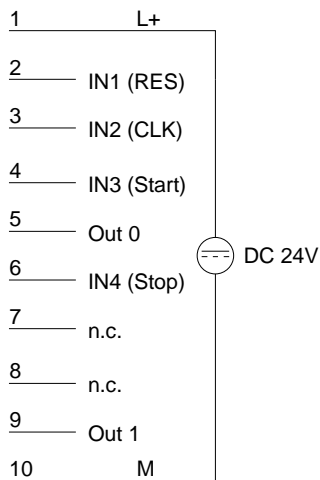 1 L+
2 IN1 (RES)
3 IN2 (CLK)
4 IN3 (Start)
5 Out 0
DC 24V
6 IN4 (Stop)
7 n.c.
8 n.c.
9 Out 1
10 M